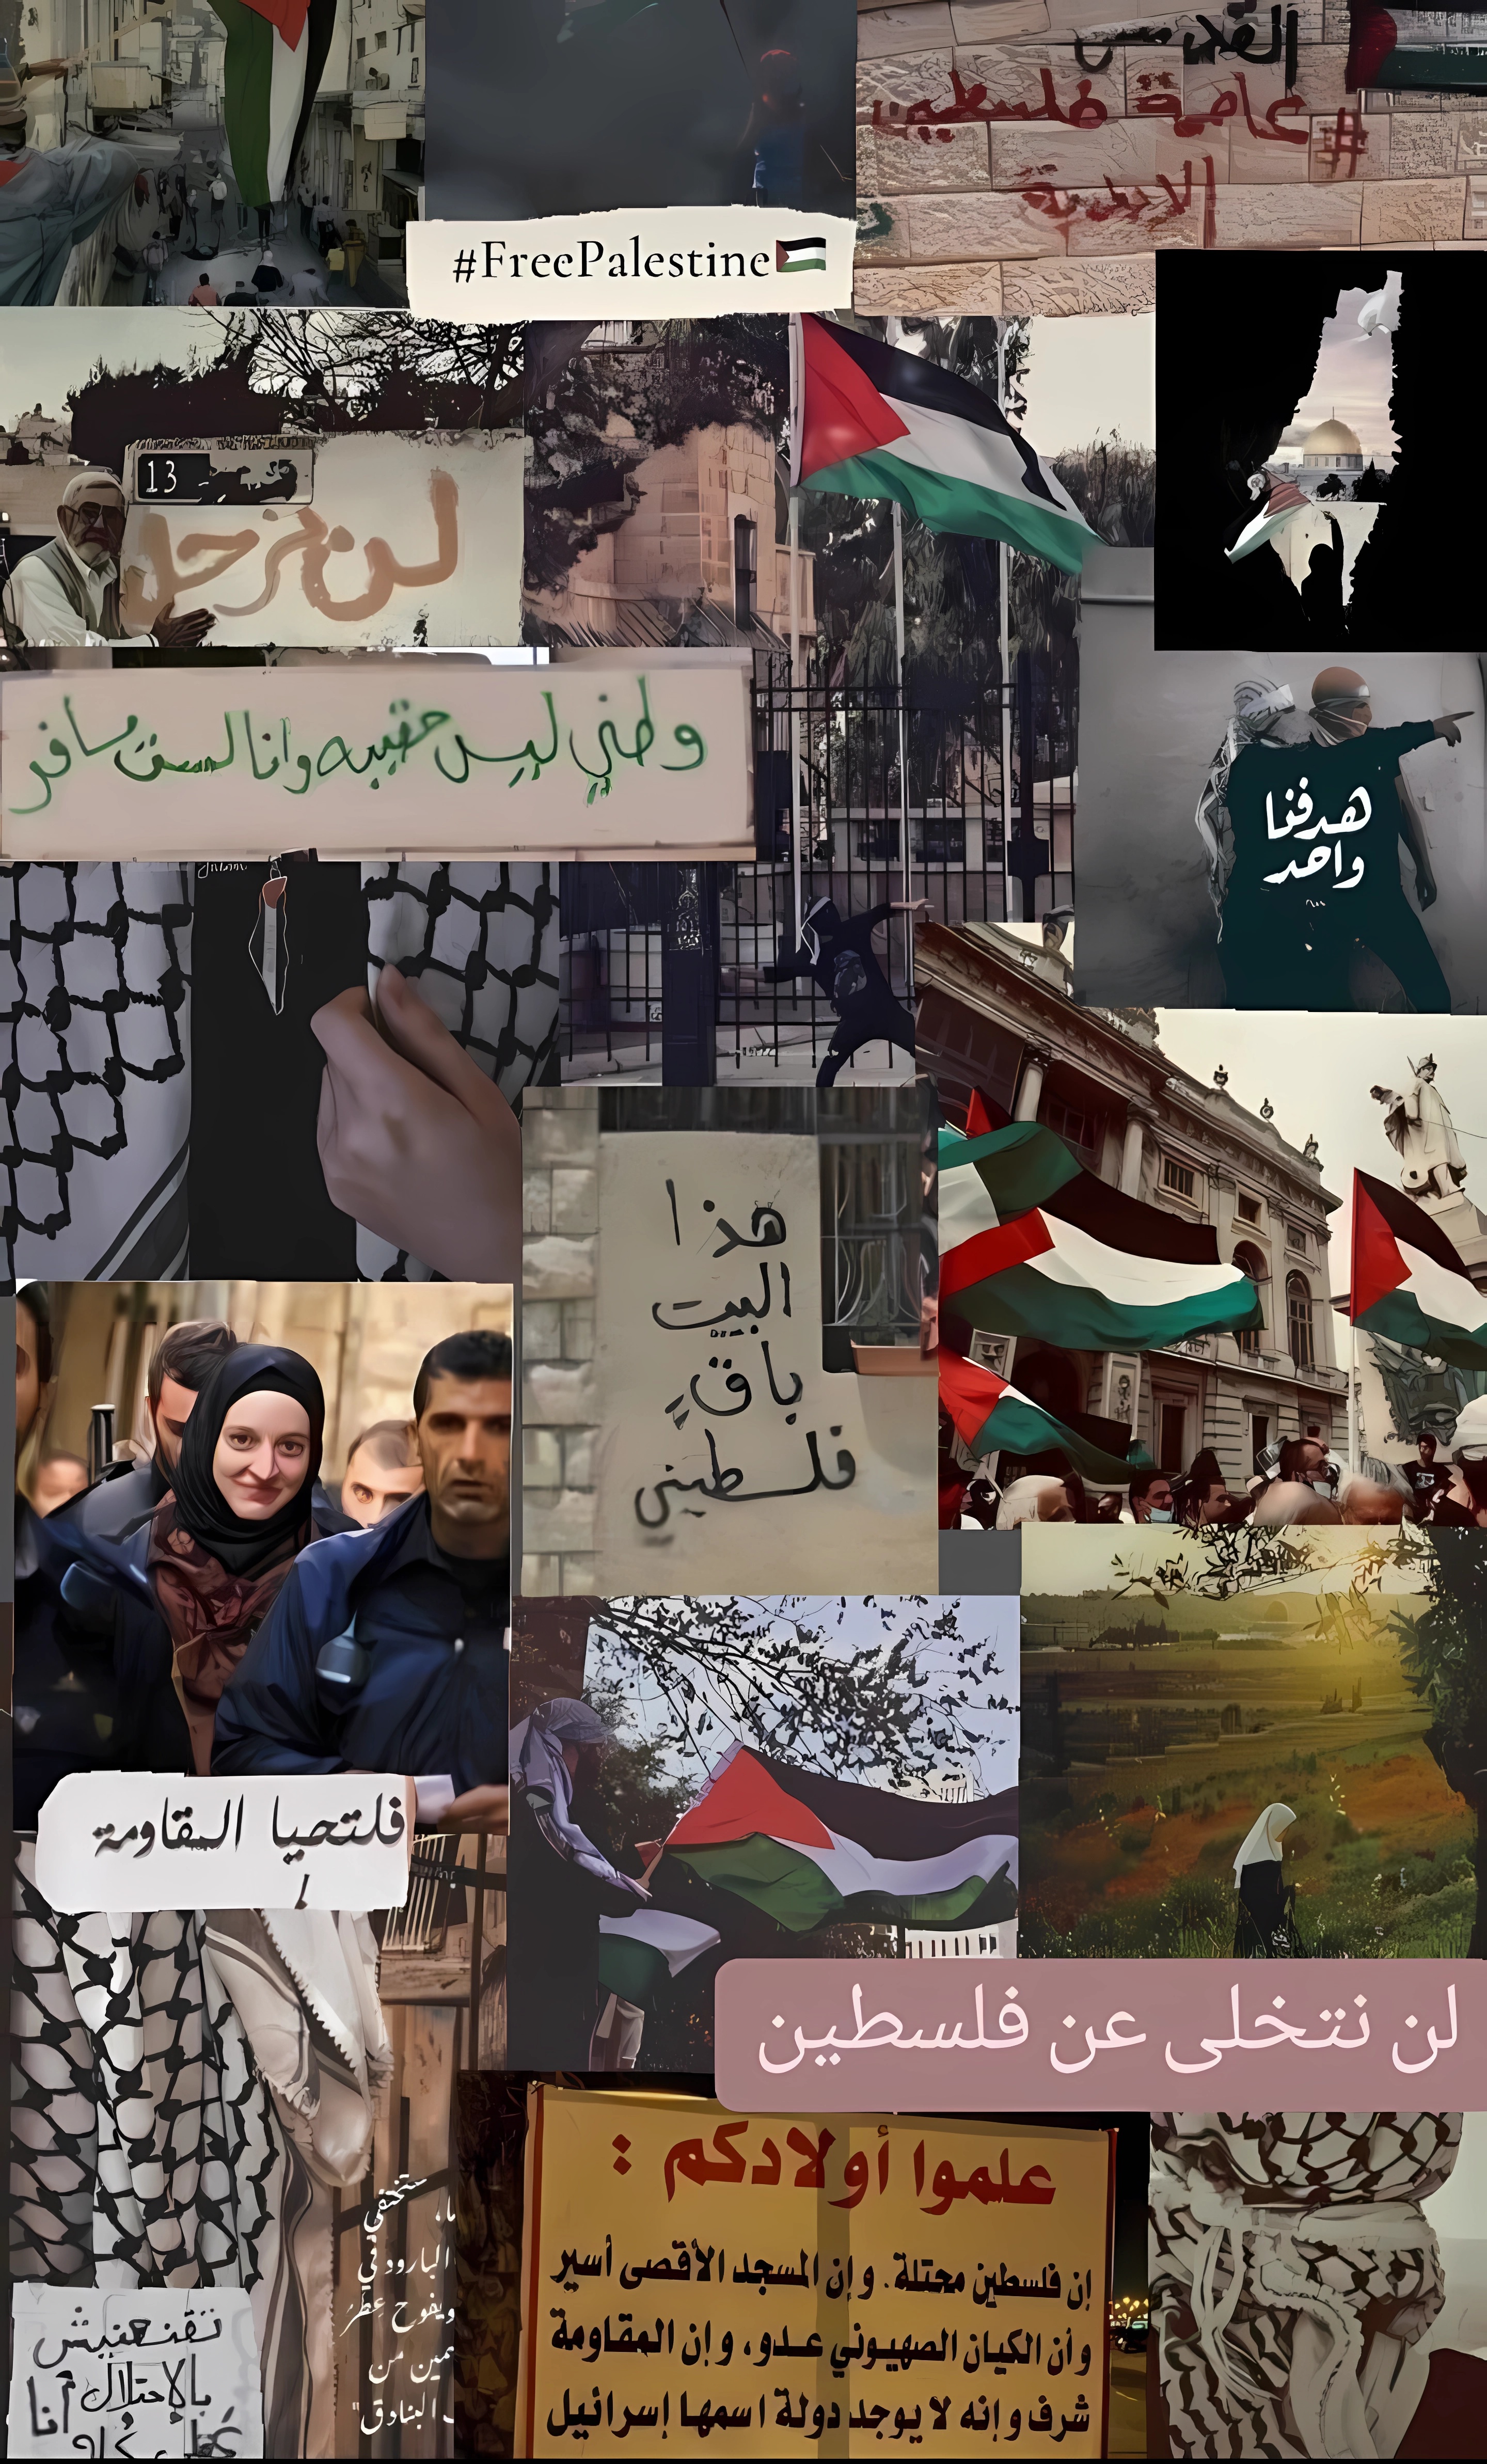 القدس
#عاصمة فلسطين
الابدية
#FreePalestine🇵🇸
13
لن نرحل
وطني ليس حقيبه وانا لست مسافر
هدفنا
واحد
هذا
البيت
باقٍ
فلسطيني
فلتحيا المقاومة
لن نتخلى عن فلسطين
علموا أولادكم :
إن فلسطين محتلة. وإن المسجد الأقصى أسير
وأن الكيان الصهيوني عدو، وإن المقاومة
شرف وإنه لا يوجد دولة اسمها إسرائيل
ستختفي
البارود في
ويفوح عطر
من
البنادق"
تقنعنيش
بالاحتلال أنا